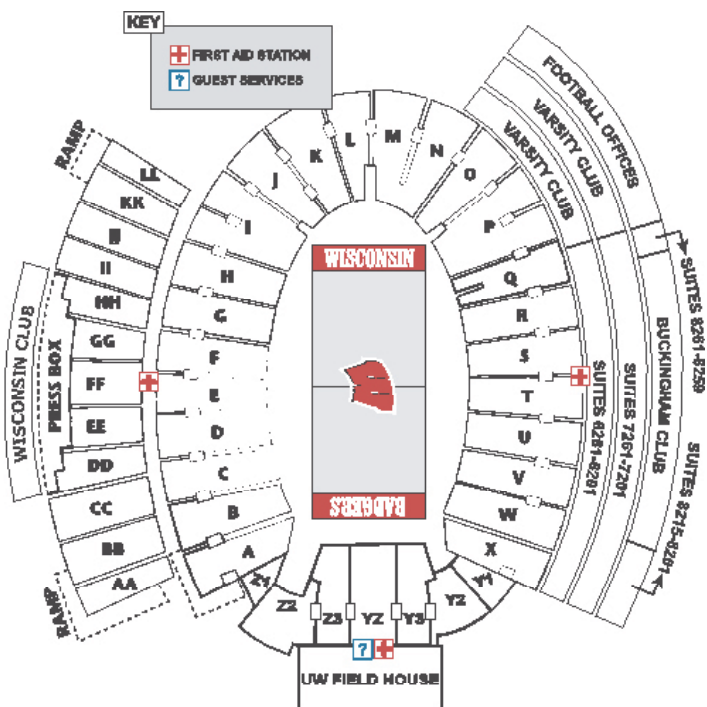 KEY
FIRST AID STATION
? GUEST SERVICES
FOOTBALL OFFICES
VARSITY CLUB
VARSITY CLUB
RAMP
LL
KK
JJ
II
HH
GG
FF
EE
DD
CC
BB
AA
RAMP
WISCONSIN CLUB
PRESS BOX
A
B
C
D
E
F
G
H
I
J
K
L
M
N
O
P
Q
R
S
T
U
V
W
X
WISCONSIN
W
BADGERS
SUITES 6281-6201
SUITES 7261-7201
BUCKINGHAM CLUB
SUITES 8261-8259
SUITES 8215-8201
Z1
Z2
Z3
YZ
Y3
Y2
Y1
?
UW FIELD HOUSE